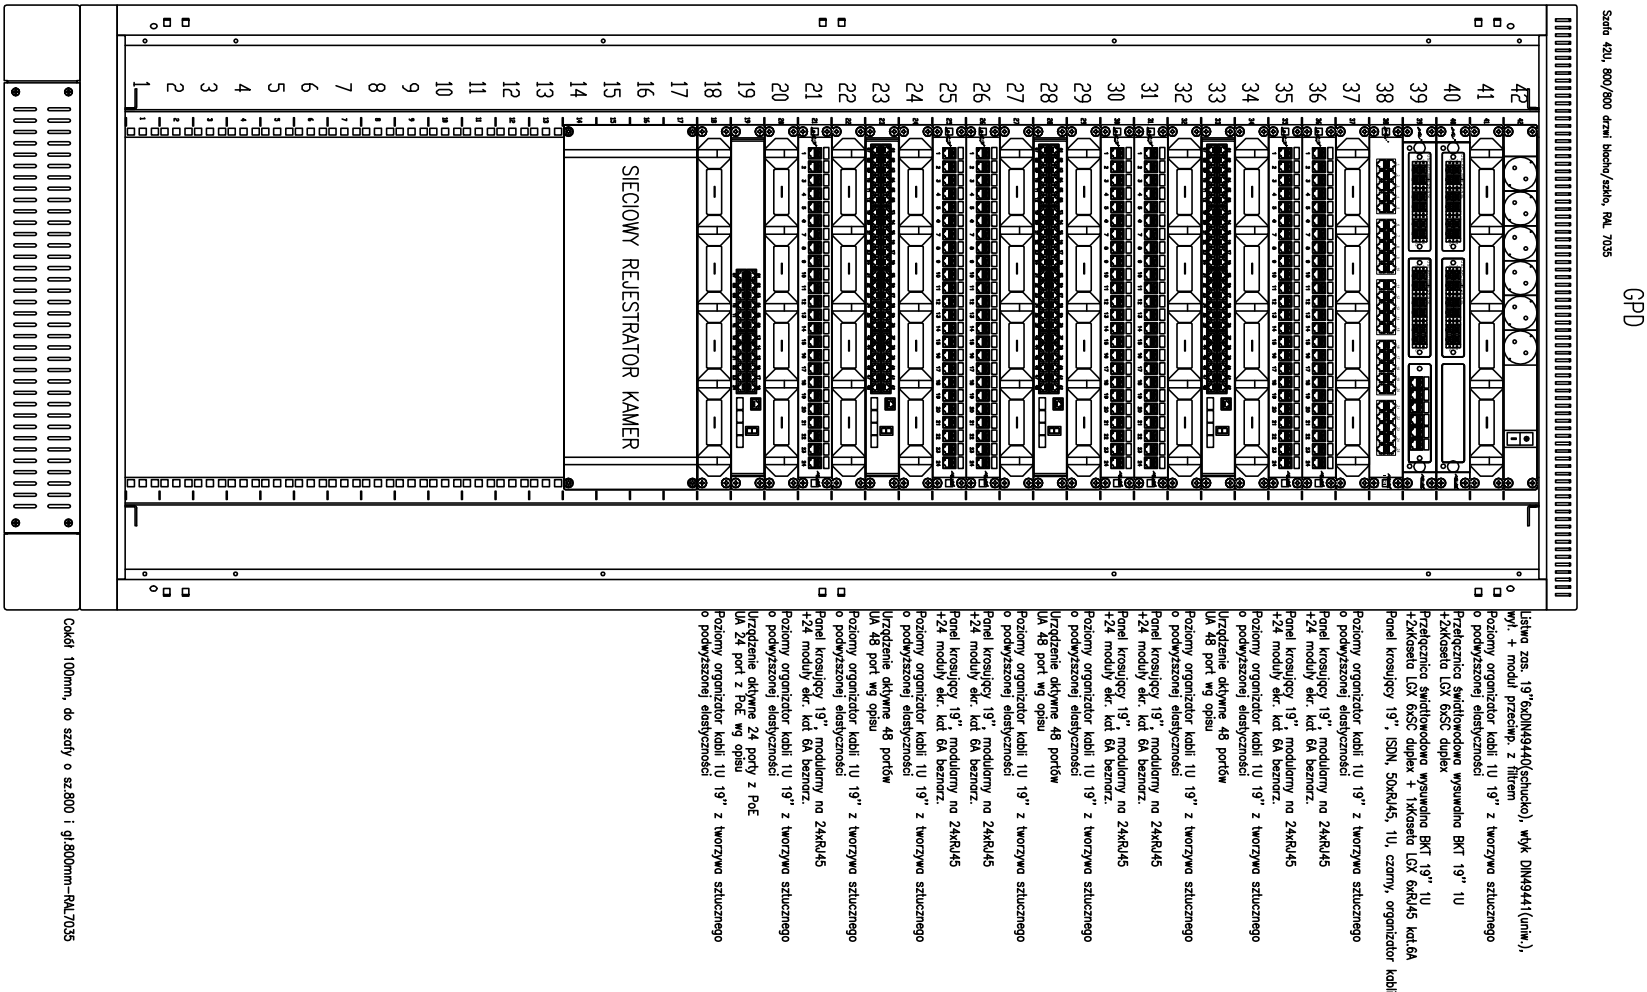 GPD
Szafa 42U, 800/800 drzwi blacha/szkło, RAL 7035
42
41
40
39
38
37
36
35
34
33
32
31
30
29
28
27
26
25
24
23
22
21
20
19
18
17
16
15
14
13
12
11
10
9
8
7
6
5
4
3
2
1
SIECIOWY REJESTRATOR KAMER
Listwa zas. 19"6xDIN49440(schucko), wtyk DIN49441(uniw.),
wył. + moduł przeciwp. z filtrem
Poziomy organizator kabli 1U 19" z tworzywa sztucznego
o podwyższonej elastyczności
Przełącznica światłowodowa wysuwalna BKT 19" 1U
+2xKaseta LGX 6xSC duplex
Przełącznica światłowodowa wysuwalna BKT 19" 1U
+2xKaseta LGX 6xSC duplex + 1xKaseta LGX 6xRJ45 kat.6A
Panel krosujący 19", ISDN, 50xRJ45, 1U, czarny, organizator kabli
Poziomy organizator kabli 1U 19" z tworzywa sztucznego
o podwyższonej elastyczności
Panel krosujący 19", modularny na 24xRJ45
+24 moduły ekr. kat 6A beznarz.
Panel krosujący 19", modularny na 24xRJ45
+24 moduły ekr. kat 6A beznarz.
Poziomy organizator kabli 1U 19" z tworzywa sztucznego
o podwyższonej elastyczności
Urządzenie aktywne 48 portów
UA 48 port wg opisu
Poziomy organizator kabli 1U 19" z tworzywa sztucznego
o podwyższonej elastyczności
Panel krosujący 19", modularny na 24xRJ45
+24 moduły ekr. kat 6A beznarz.
Panel krosujący 19", modularny na 24xRJ45
+24 moduły ekr. kat 6A beznarz.
Poziomy organizator kabli 1U 19" z tworzywa sztucznego
o podwyższonej elastyczności
Urządzenie aktywne 48 portów
UA 48 port wg opisu
Poziomy organizator kabli 1U 19" z tworzywa sztucznego
o podwyższonej elastyczności
Panel krosujący 19", modularny na 24xRJ45
+24 moduły ekr. kat 6A beznarz.
Panel krosujący 19", modularny na 24xRJ45
+24 moduły ekr. kat 6A beznarz.
Poziomy organizator kabli 1U 19" z tworzywa sztucznego
o podwyższonej elastyczności
Urządzenie aktywne 48 portów
UA 48 port wg opisu
Poziomy organizator kabli 1U 19" z tworzywa sztucznego
o podwyższonej elastyczności
Panel krosujący 19", modularny na 24xRJ45
+24 moduły ekr. kat 6A beznarz.
Poziomy organizator kabli 1U 19" z tworzywa sztucznego
o podwyższonej elastyczności
Urządzenie aktywne 24 porty z PoE
UA 24 port z PoE wg opisu
Poziomy organizator kabli 1U 19" z tworzywa sztucznego
o podwyższonej elastyczności
Cokół 100mm, do szafy o sz.800 i gł.800mm-RAL7035